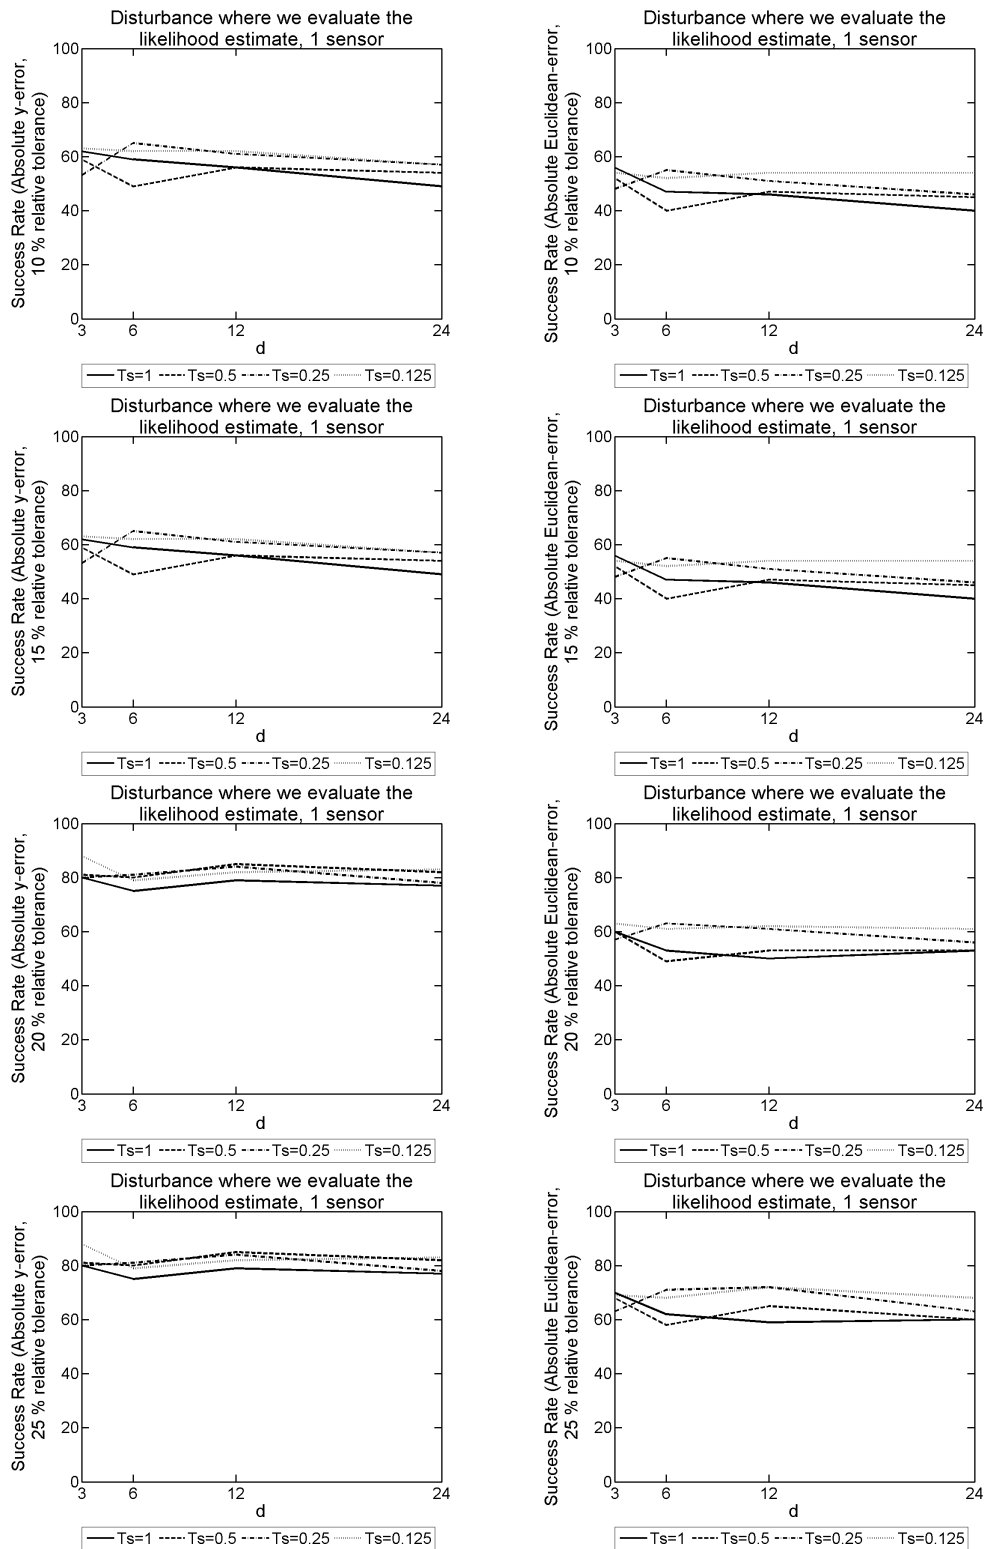 Disturbance where we evaluate the
likelihood estimate, 1 sensor
Success Rate (Absolute y-error,
10 % relative tolerance)
100
80
60
40
20
0
3 6 12 24
d
Ts=1 Ts=0.5 Ts=0.25 Ts=0.125
Disturbance where we evaluate the
likelihood estimate, 1 sensor
Success Rate (Absolute Euclidean-error,
10 % relative tolerance)
100
80
60
40
20
0
3 6 12 24
d
Ts=1 Ts=0.5 Ts=0.25 Ts=0.125
Disturbance where we evaluate the
likelihood estimate, 1 sensor
Success Rate (Absolute y-error,
15 % relative tolerance)
100
80
60
40
20
0
3 6 12 24
d
Ts=1 Ts=0.5 Ts=0.25 Ts=0.125
Disturbance where we evaluate the
likelihood estimate, 1 sensor
Success Rate (Absolute Euclidean-error,
15 % relative tolerance)
100
80
60
40
20
0
3 6 12 24
d
Ts=1 Ts=0.5 Ts=0.25 Ts=0.125
Disturbance where we evaluate the
likelihood estimate, 1 sensor
Success Rate (Absolute y-error,
20 % relative tolerance)
100
80
60
40
20
0
3 6 12 24
d
Ts=1 Ts=0.5 Ts=0.25 Ts=0.125
Disturbance where we evaluate the
likelihood estimate, 1 sensor
Success Rate (Absolute Euclidean-error,
20 % relative tolerance)
100
80
60
40
20
0
3 6 12 24
d
Ts=1 Ts=0.5 Ts=0.25 Ts=0.125
Disturbance where we evaluate the
likelihood estimate, 1 sensor
Success Rate (Absolute y-error,
25 % relative tolerance)
100
80
60
40
20
0
3 6 12 24
d
Ts=1 Ts=0.5 Ts=0.25 Ts=0.125
Disturbance where we evaluate the
likelihood estimate, 1 sensor
Success Rate (Absolute Euclidean-error,
25 % relative tolerance)
100
80
60
40
20
0
3 6 12 24
d
Ts=1 Ts=0.5 Ts=0.25 Ts=0.125